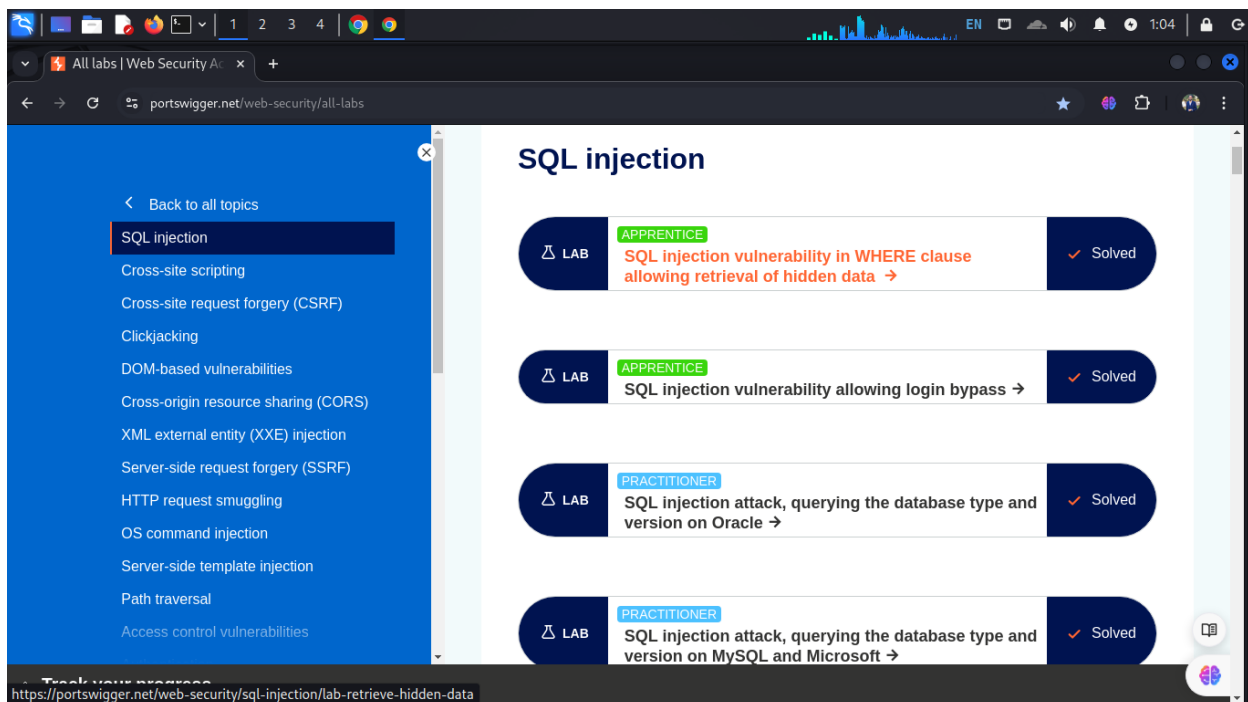 1 2 3 4 EN 1:04
All labs | Web Security Ac
portswigger.net/web-security/all-labs
Back to all topics
SQL injection
Cross-site scripting
Cross-site request forgery (CSRF)
Clickjacking
DOM-based vulnerabilities
Cross-origin resource sharing (CORS)
XML external entity (XXE) injection
Server-side request forgery (SSRF)
HTTP request smuggling
OS command injection
Server-side template injection
Path traversal
Access control vulnerabilities
SQL injection
LAB
APPRENTICE
SQL injection vulnerability in WHERE clause
allowing retrieval of hidden data →
Solved
LAB
APPRENTICE
SQL injection vulnerability allowing login bypass →
Solved
LAB
PRACTITIONER
SQL injection attack, querying the database type and
version on Oracle →
Solved
LAB
PRACTITIONER
SQL injection attack, querying the database type and
version on MySQL and Microsoft →
Solved
Track your progress
https://portswigger.net/web-security/sql-injection/lab-retrieve-hidden-data